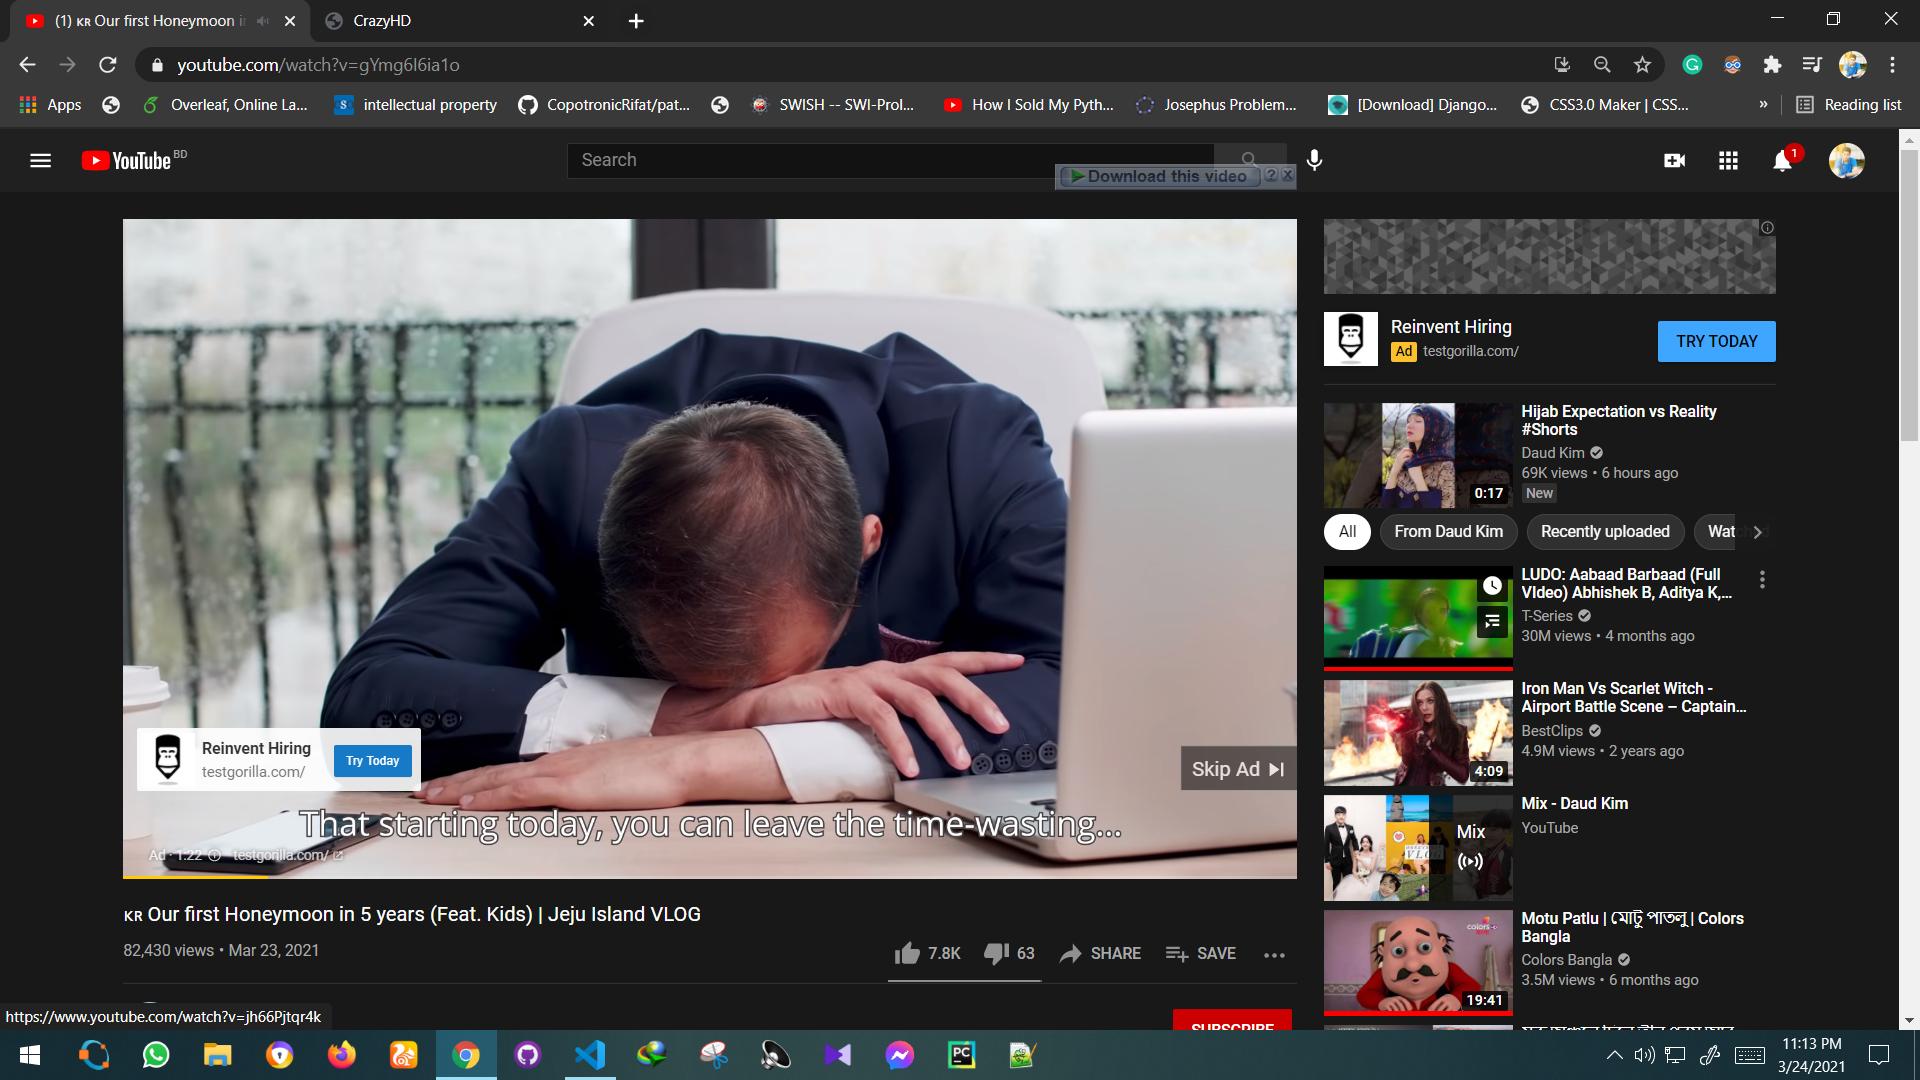 (1) ᴋʀ Our first Honeymoon i
CrazyHD
youtube.com/watch?v=gYmg6I6ia1o
Apps
Overleaf, Online La...
intellectual property
CopotronicRifat/pat...
SWISH -- SWI-Prol...
How I Sold My Pyth...
Josephus Problem...
[Download] Django...
CSS3.0 Maker | CSS...
»
Reading list
YouTube BD
Search
Download this video
1
Reinvent Hiring
Ad testgorilla.com/
TRY TODAY
Hijab Expectation vs Reality
#Shorts
Daud Kim
69K views • 6 hours ago
New
0:17
All
From Daud Kim
Recently uploaded
Wat
LUDO: Aabaad Barbaad (Full
VIdeo) Abhishek B, Aditya K,...
T-Series
30M views • 4 months ago
Iron Man Vs Scarlet Witch -
Airport Battle Scene – Captain...
BestClips
4.9M views • 2 years ago
4:09
Mix - Daud Kim
YouTube
Mix
Motu Patlu | মোটু পাতলু | Colors
Bangla
Colors Bangla
3.5M views • 6 months ago
19:41
Reinvent Hiring
testgorilla.com/
Try Today
Skip Ad
That starting today, you can leave the time-wasting...
Ad · 1:22 testgorilla.com/
ᴋʀ Our first Honeymoon in 5 years (Feat. Kids) | Jeju Island VLOG
82,430 views • Mar 23, 2021
7.8K
63
SHARE
SAVE
SUBSCRIBE
https://www.youtube.com/watch?v=jh66Pjtqr4k
PC
11:13 PM
3/24/2021